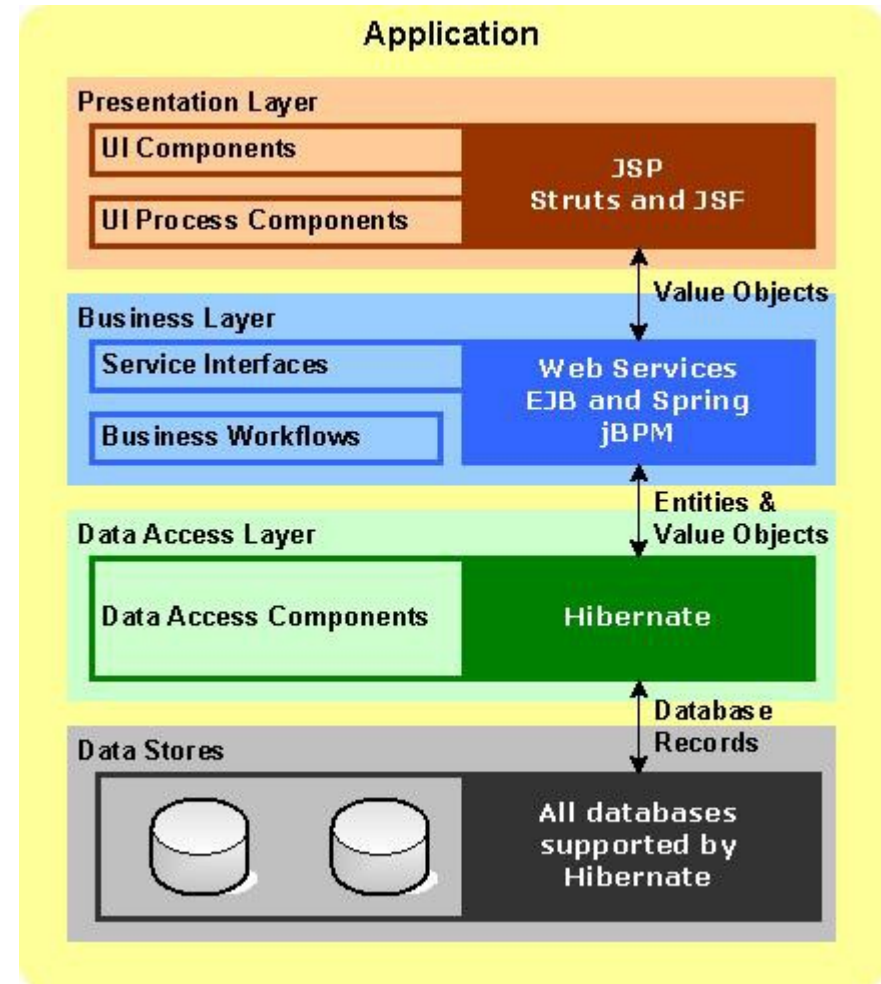 Application
Presentation Layer
UI Components
UI Process Components
JSP
Struts and JSF
Value Objects
Business Layer
Service Interfaces
Business Workflows
Web Services
EJB and Spring
jBPM
Entities &
Value Objects
Data Access Layer
Data Access Components
Hibernate
Database
Records
Data Stores
All databases
supported by
Hibernate